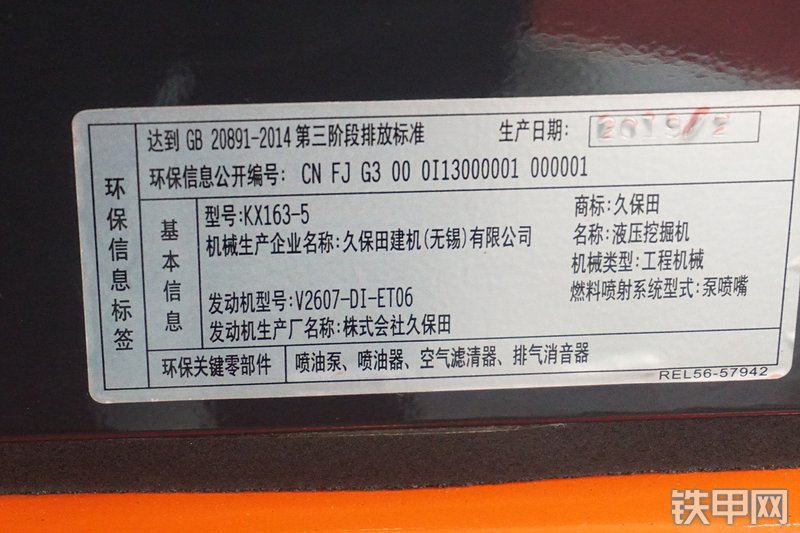 达到 GB 20891-2014 第三阶段排放标准 生产日期: 2019/2
环保信息公开编号: CN FJ G3 00 0I13000001 000001
环保信息标签
基本信息
型号:KX163-5
商标:久保田
机械生产企业名称:久保田建机(无锡)有限公司
名称:液压挖掘机
机械类型:工程机械
发动机型号:V2607-DI-ET06
燃料喷射系统型式:泵喷嘴
发动机生产厂名称:株式会社久保田
环保关键零部件 喷油泵、喷油器、空气滤清器、排气消音器
REL56-57942
铁甲网